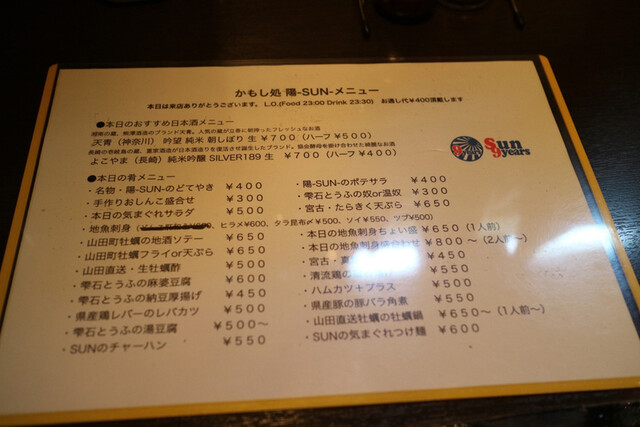 かもし処 陽-SUN-メニュー
本日は来店ありがとうございます。 L.O.(Food 23:00 Drink 23:30) お通し代￥400頂戴します
●本日のおすすめ日本酒メニュー
天青（神奈川） 吟望 純米 朝しぼり 生 ￥７００（ハーフ ￥５００）
よこやま（長崎）純米吟醸 SILVER189 生 ￥７００（ハーフ ￥４００）
Sun
9years
●本日の肴メニュー
・名物・陽-SUN-のどてやき ￥４００
・手作りおしんこ盛合せ ￥３００
・本日の気まぐれサラダ ￥５００
・地魚刺身 ヒラメ¥600、タラ昆布〆 ¥500、ソイ¥550、ツブ¥500）
・山田町牡蠣の地酒ソテー ￥６５０
・山田町牡蠣フライor天ぷら ￥６５０
・山田直送・生牡蠣酢 ￥５５０
・雫石とうふの麻婆豆腐 ￥６００
・雫石とうふの納豆厚揚げ ￥４５０
・県産鶏レバーのレバカツ ￥５００
・雫石とうふの湯豆腐 ￥５００〜
・SUNのチャーハン ￥５５０
・陽-SUN-のポテサラ ￥４００
・雫石とうふの奴or温奴 ￥３００
・宮古・たらきく天ぷら ￥６５０
・本日の地魚刺身ちょい盛 ￥６５０（１人前）
・本日の地魚刺身盛合わせ ￥８００〜（２人前〜）
・宮古・真 ￥４５０
・清流鶏の ￥５５０
・ハムカツ＋プラス ￥５００
・県産豚の豚バラ角煮 ￥５５０
・山田直送牡蠣の牡蠣鍋 ￥６５０〜（１人前〜）
・SUNの気まぐれつけ麺 ￥６００